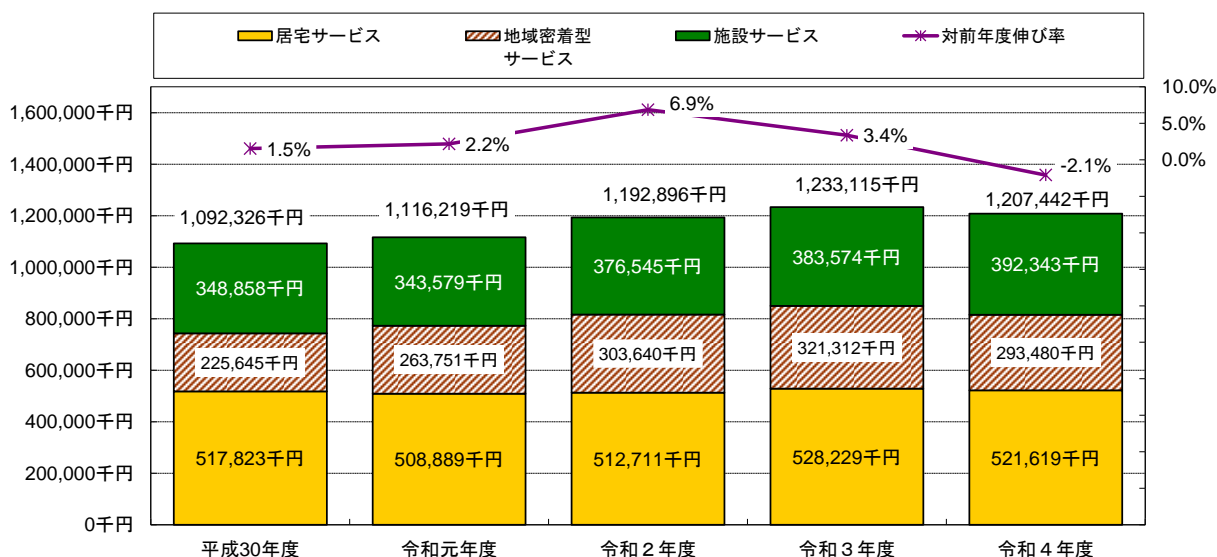 居宅サービス
地域密着型
サービス
施設サービス
対前年度伸び率
1,600,000千円
1,400,000千円
1,200,000千円
1,000,000千円
800,000千円
600,000千円
400,000千円
200,000千円
0千円
10.0%
5.0%
0.0%
1.5%
2.2%
6.9%
3.4%
-2.1%
1,092,326千円
1,116,219千円
1,192,896千円
1,233,115千円
1,207,442千円
348,858千円
343,579千円
376,545千円
383,574千円
392,343千円
225,645千円
263,751千円
303,640千円
321,312千円
293,480千円
517,823千円
508,889千円
512,711千円
528,229千円
521,619千円
平成30年度
令和元年度
令和２年度
令和３年度
令和４年度